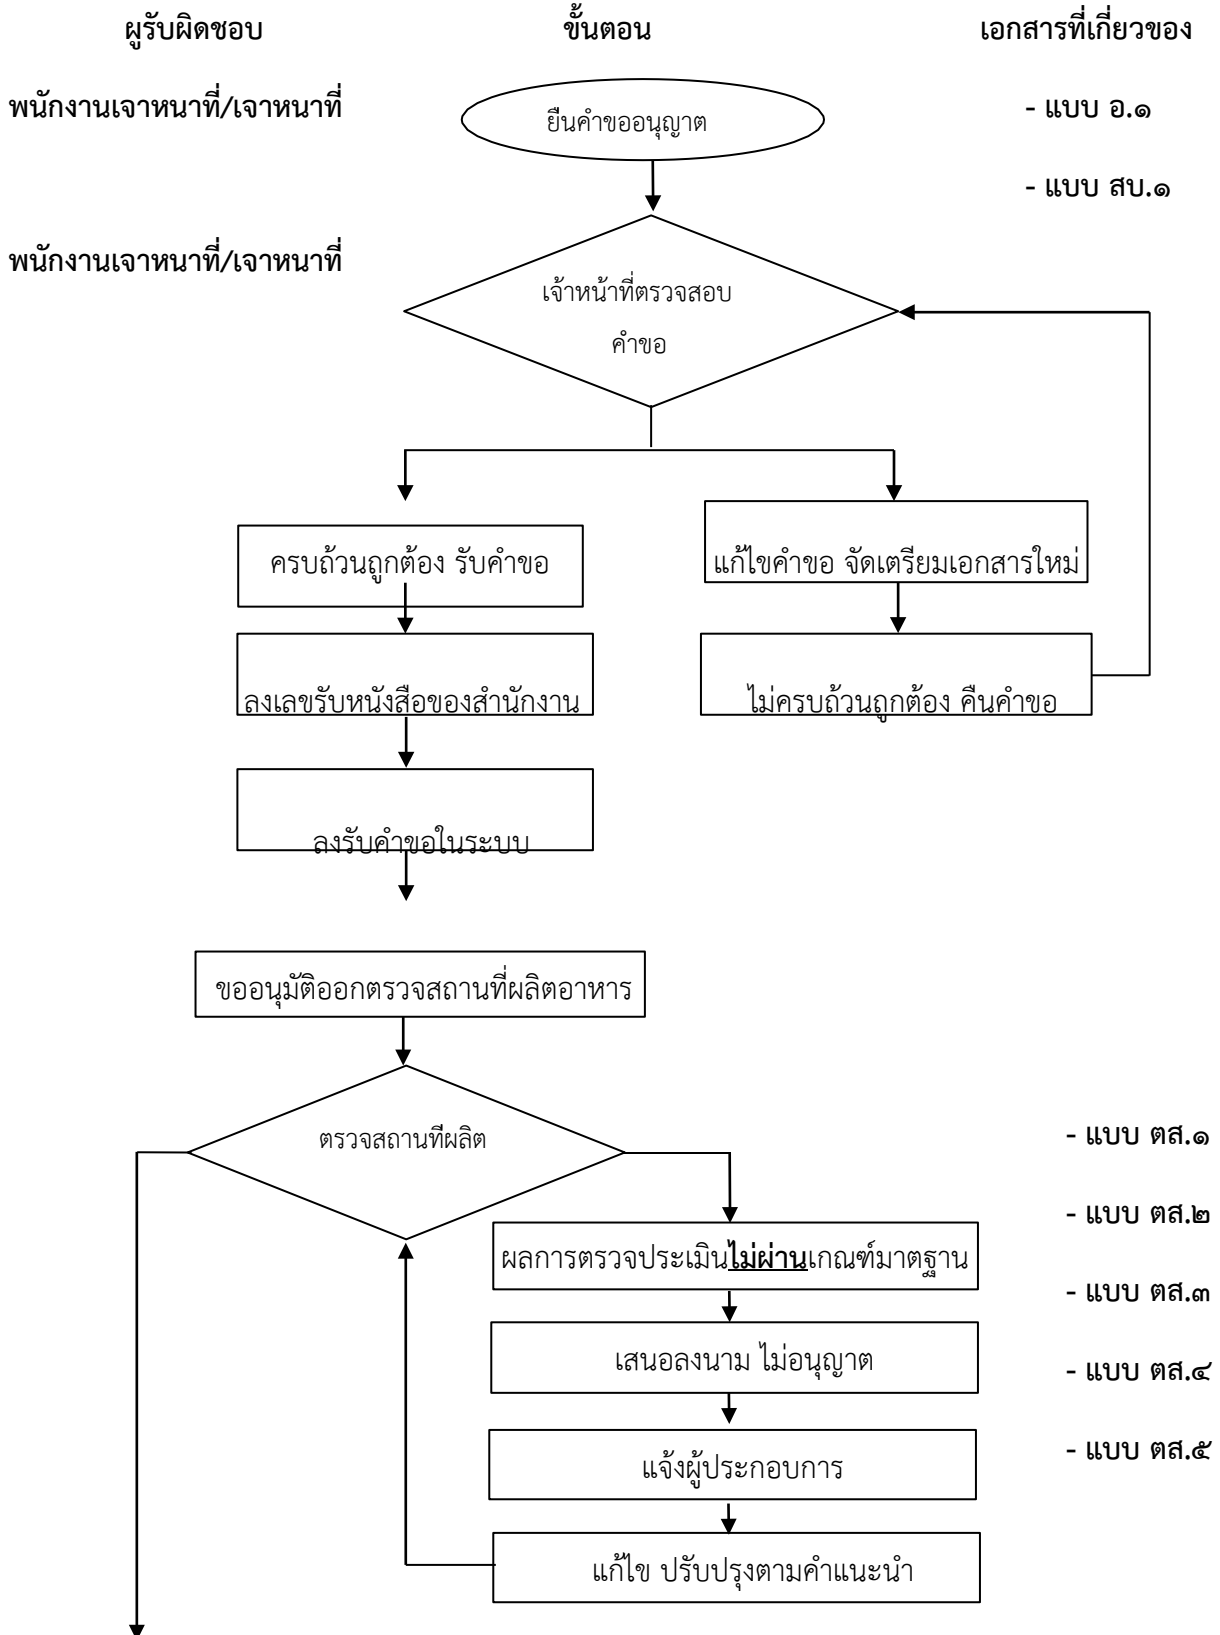 ผูรับผิดชอบ
ขั้นตอน
เอกสารที่เกี่ยวของ
พนักงานเจาหนาที่/เจาหนาที่
ยืนคำขออนุญาต
- แบบ อ.๑
- แบบ สบ.๑
พนักงานเจาหนาที่/เจาหนาที่
เจ้าหน้าที่ตรวจสอบ
คำขอ
ครบถ้วนถูกต้อง รับคำขอ
แก้ไขคำขอ จัดเตรียมเอกสารใหม่
ลงเลขรับหนังสือของสำนักงาน
ไม่ครบถ้วนถูกต้อง คืนคำขอ
ลงรับคำขอในระบบ
ขออนุมัติออกตรวจสถานที่ผลิตอาหาร
ตรวจสถานทีผลิต
- แบบ ตส.๑
- แบบ ตส.๒
ผลการตรวจประเมินไม่ผ่านเกณฑ์มาตฐาน
- แบบ ตส.๓
เสนอลงนาม ไม่อนุญาต
- แบบ ตส.๔
แจ้งผู้ประกอบการ
- แบบ ตส.๕
แก้ไข ปรับปรุงตามคำแนะนำ